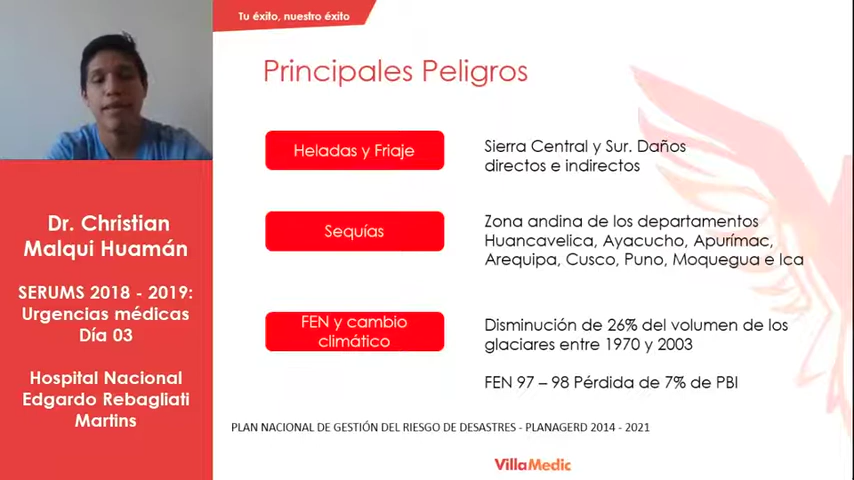 Tu éxito, nuestro éxito
Principales Peligros
Heladas y Friaje
Sierra Central y Sur. Daños
directos e indirectos
Sequías
Zona andina de los departamentos
Huancavelica, Ayacucho, Apurímac,
Arequipa, Cusco, Puno, Moquegua e Ica
FEN y cambio
climático
Disminución de 26% del volumen de los
glaciares entre 1970 y 2003
FEN 97 – 98 Pérdida de 7% de PBI
PLAN NACIONAL DE GESTIÓN DEL RIESGO DE DESASTRES - PLANAGERD 2014 - 2021
VillaMedic
Dr. Christian
Malqui Huamán
SERUMS 2018 - 2019:
Urgencias médicas
Día 03
Hospital Nacional
Edgardo Rebagliati
Martins